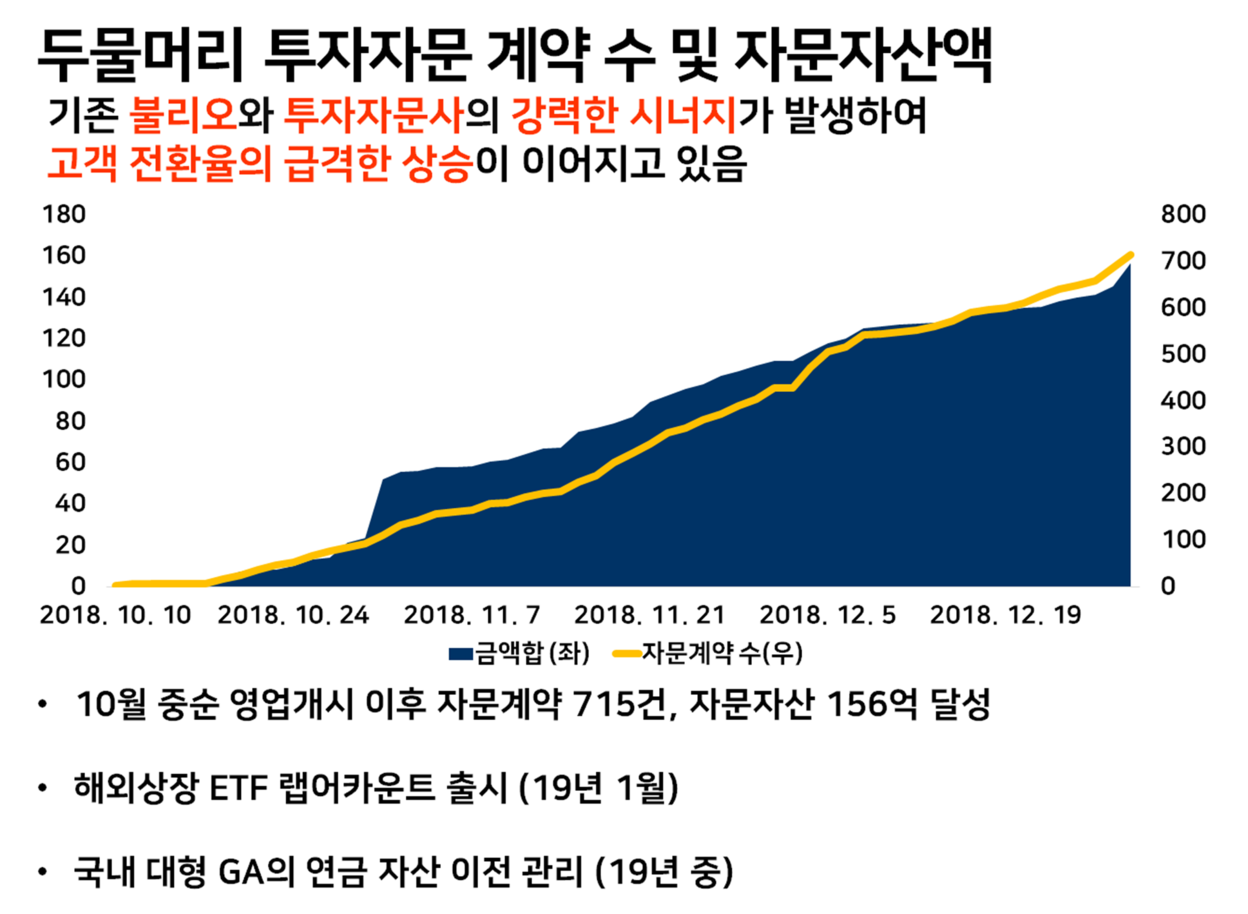 두물머리 투자자문 계약 수 및 자문자산액
기존 불리오와 투자자문사의 강력한 시너지가 발생하여
고객 전환율의 급격한 상승이 이어지고 있음
180 800
160 700
140 600
120 500
100 400
80 300
60 200
40 100
20 0
0
2018. 10. 10 2018. 10. 24 2018. 11. 7 2018. 11. 21 2018. 12. 5 2018. 12. 19
금액합 (좌) 자문계약 수(우)
• 10월 중순 영업개시 이후 자문계약 715건, 자문자산 156억 달성
• 해외상장 ETF 랩어카운트 출시 (19년 1월)
• 국내 대형 GA의 연금 자산 이전 관리 (19년 중)